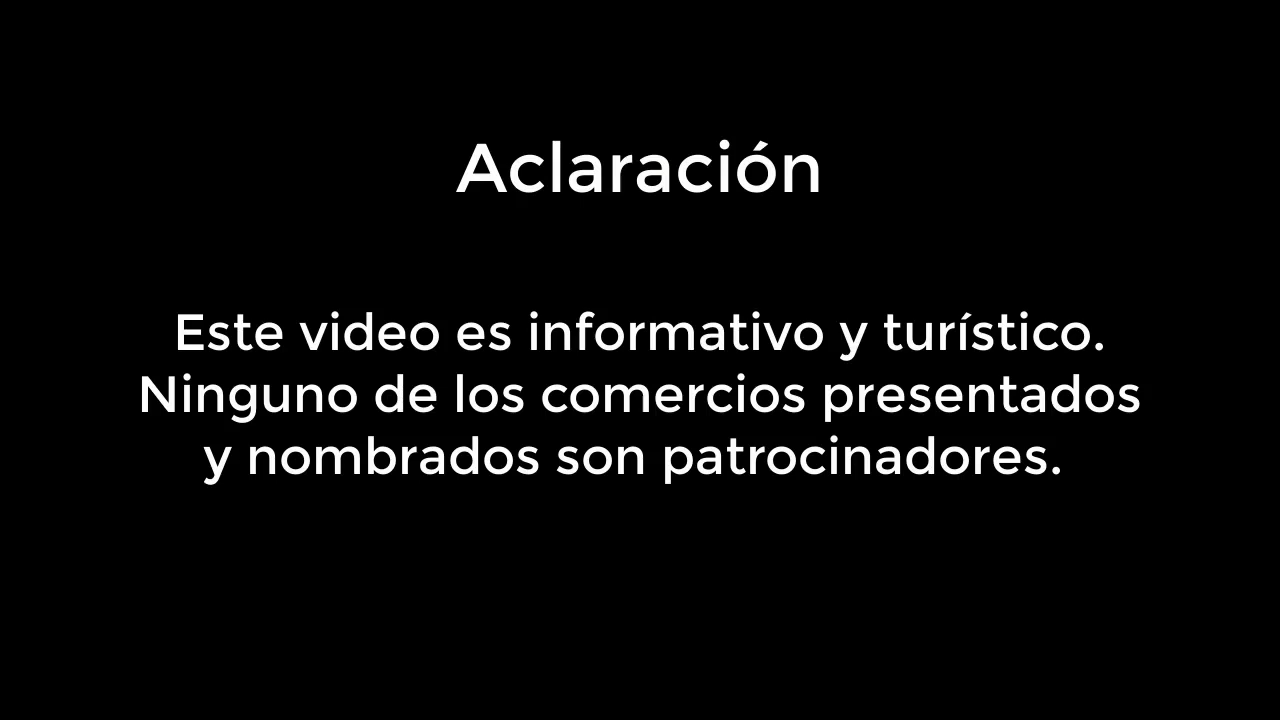 Aclaración
Este video es informativo y turístico.
Ninguno de los comercios presentados
y nombrados son patrocinadores.